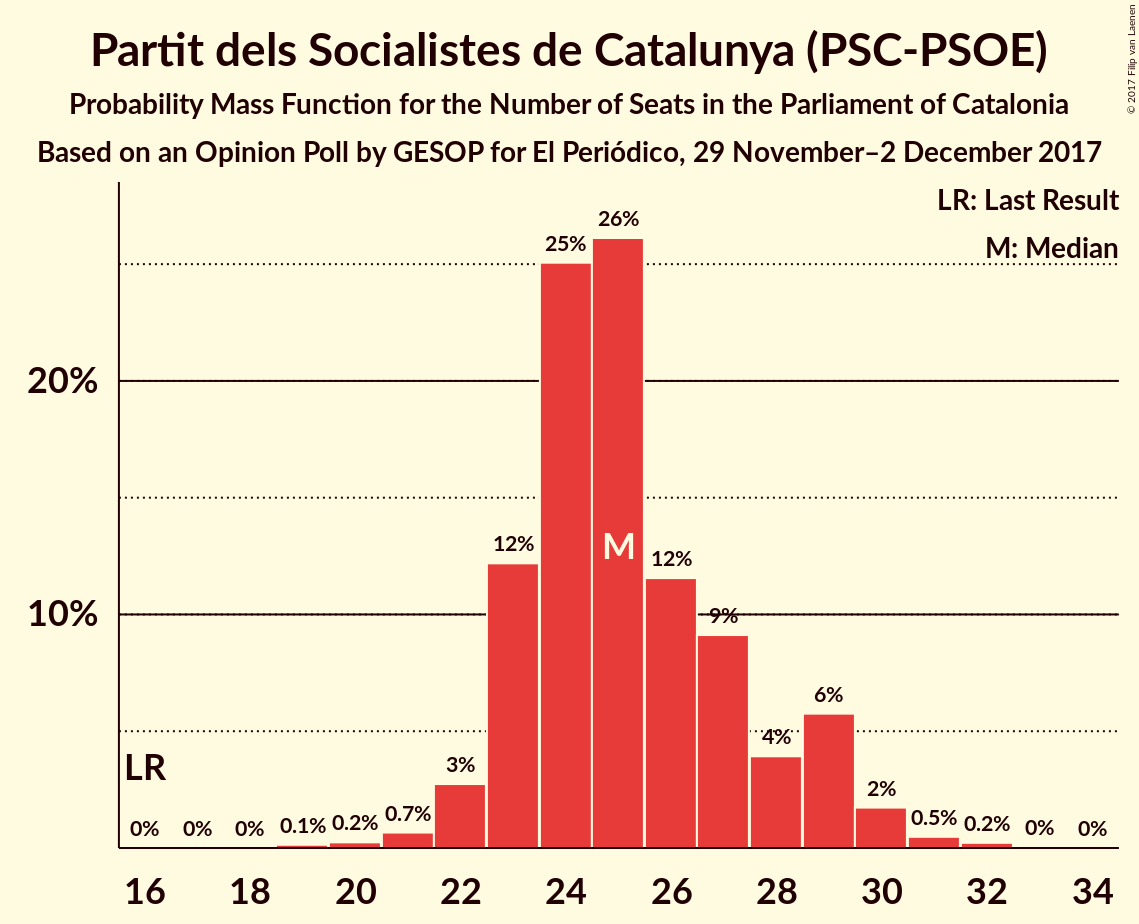 Partit dels Socialistes de Catalunya (PSC-PSOE)
Probability Mass Function for the Number of Seats in the Parliament of Catalonia
Based on an Opinion Poll by GESOP for El Periódico, 29 November–2 December 2017
© 2017 Filip van Laenen
LR: Last Result
M: Median
26%
25%
20%
12%
M
12%
10%
9%
6%
4%
LR
3%
2%
0% 0% 0% 0.1% 0.2% 0.7% 0.5% 0.2% 0% 0%
16 18 20 22 24 26 28 30 32 34